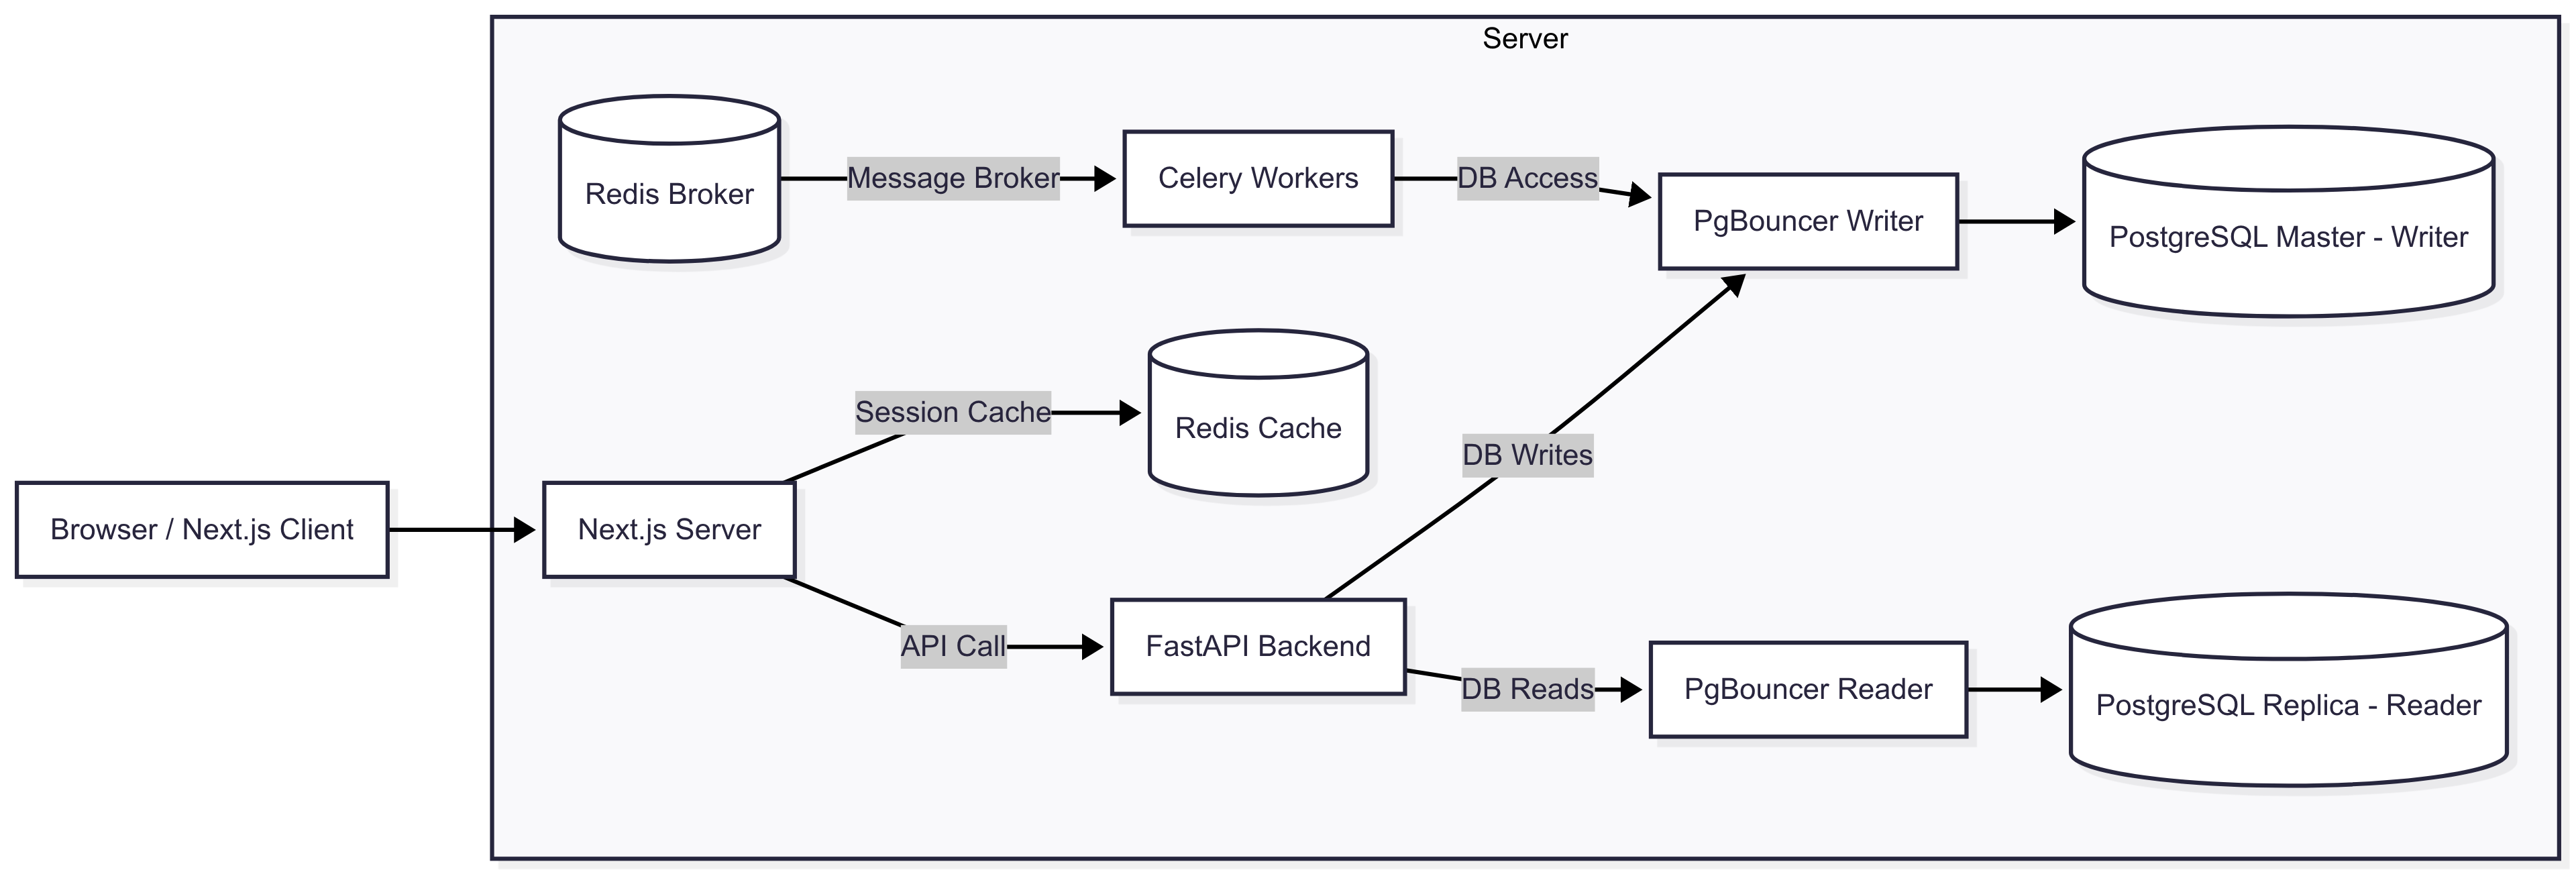 Server
Redis Broker
Message Broker
Celery Workers
DB Access
PgBouncer Writer
PostgreSQL Master - Writer
Session Cache
Redis Cache
DB Writes
Browser / Next.js Client
Next.js Server
API Call
FastAPI Backend
DB Reads
PgBouncer Reader
PostgreSQL Replica - Reader